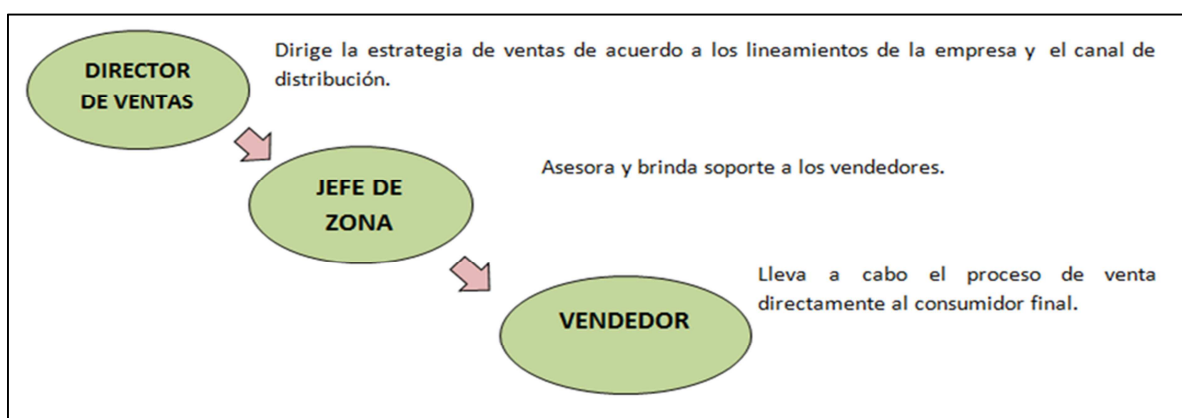 DIRECTOR
DE VENTAS
Dirige la estrategia de ventas de acuerdo a los lineamientos de la empresa y el canal de
distribución.
JEFE DE
ZONA
Asesora y brinda soporte a los vendedores.
VENDEDOR
Lleva a cabo el proceso de venta
directamente al consumidor final.